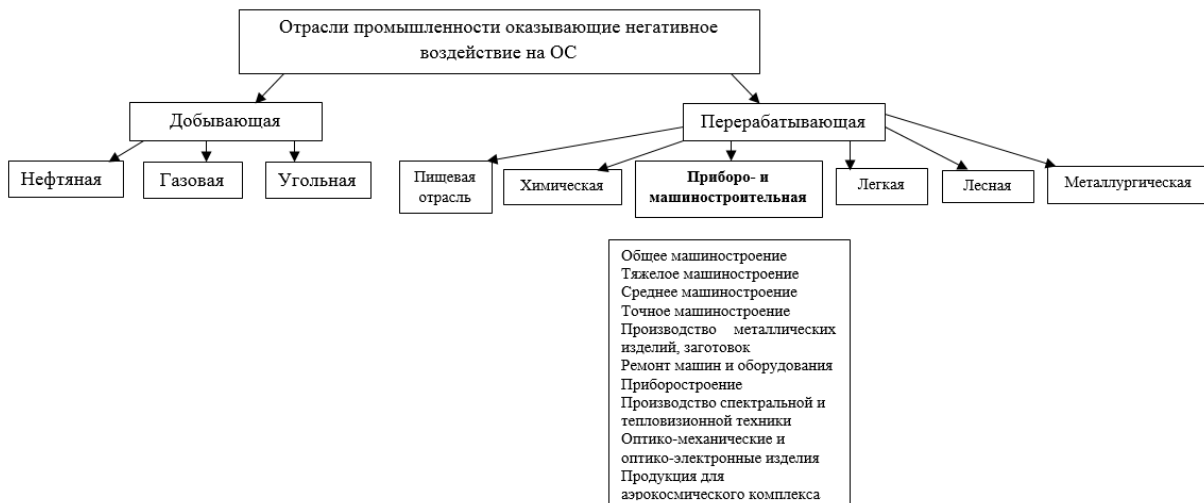 Отрасли промышленности оказывающие негативное
воздействие на ОС
Добывающая
Перерабатывающая
Нефтяная
Газовая
Угольная
Пищевая
отрасль
Химическая
Приборо- и
машиностроительная
Легкая
Лесная
Металлургическая
Общее машиностроение
Тяжелое машиностроение
Среднее машиностроение
Точное машиностроение
Производство металлических
изделий, заготовок
Ремонт машин и оборудования
Приборостроение
Производство спектральной и
тепловизионной техники
Оптико-механические и
оптико-электронные изделия
Продукция для
аэрокосмического комплекса